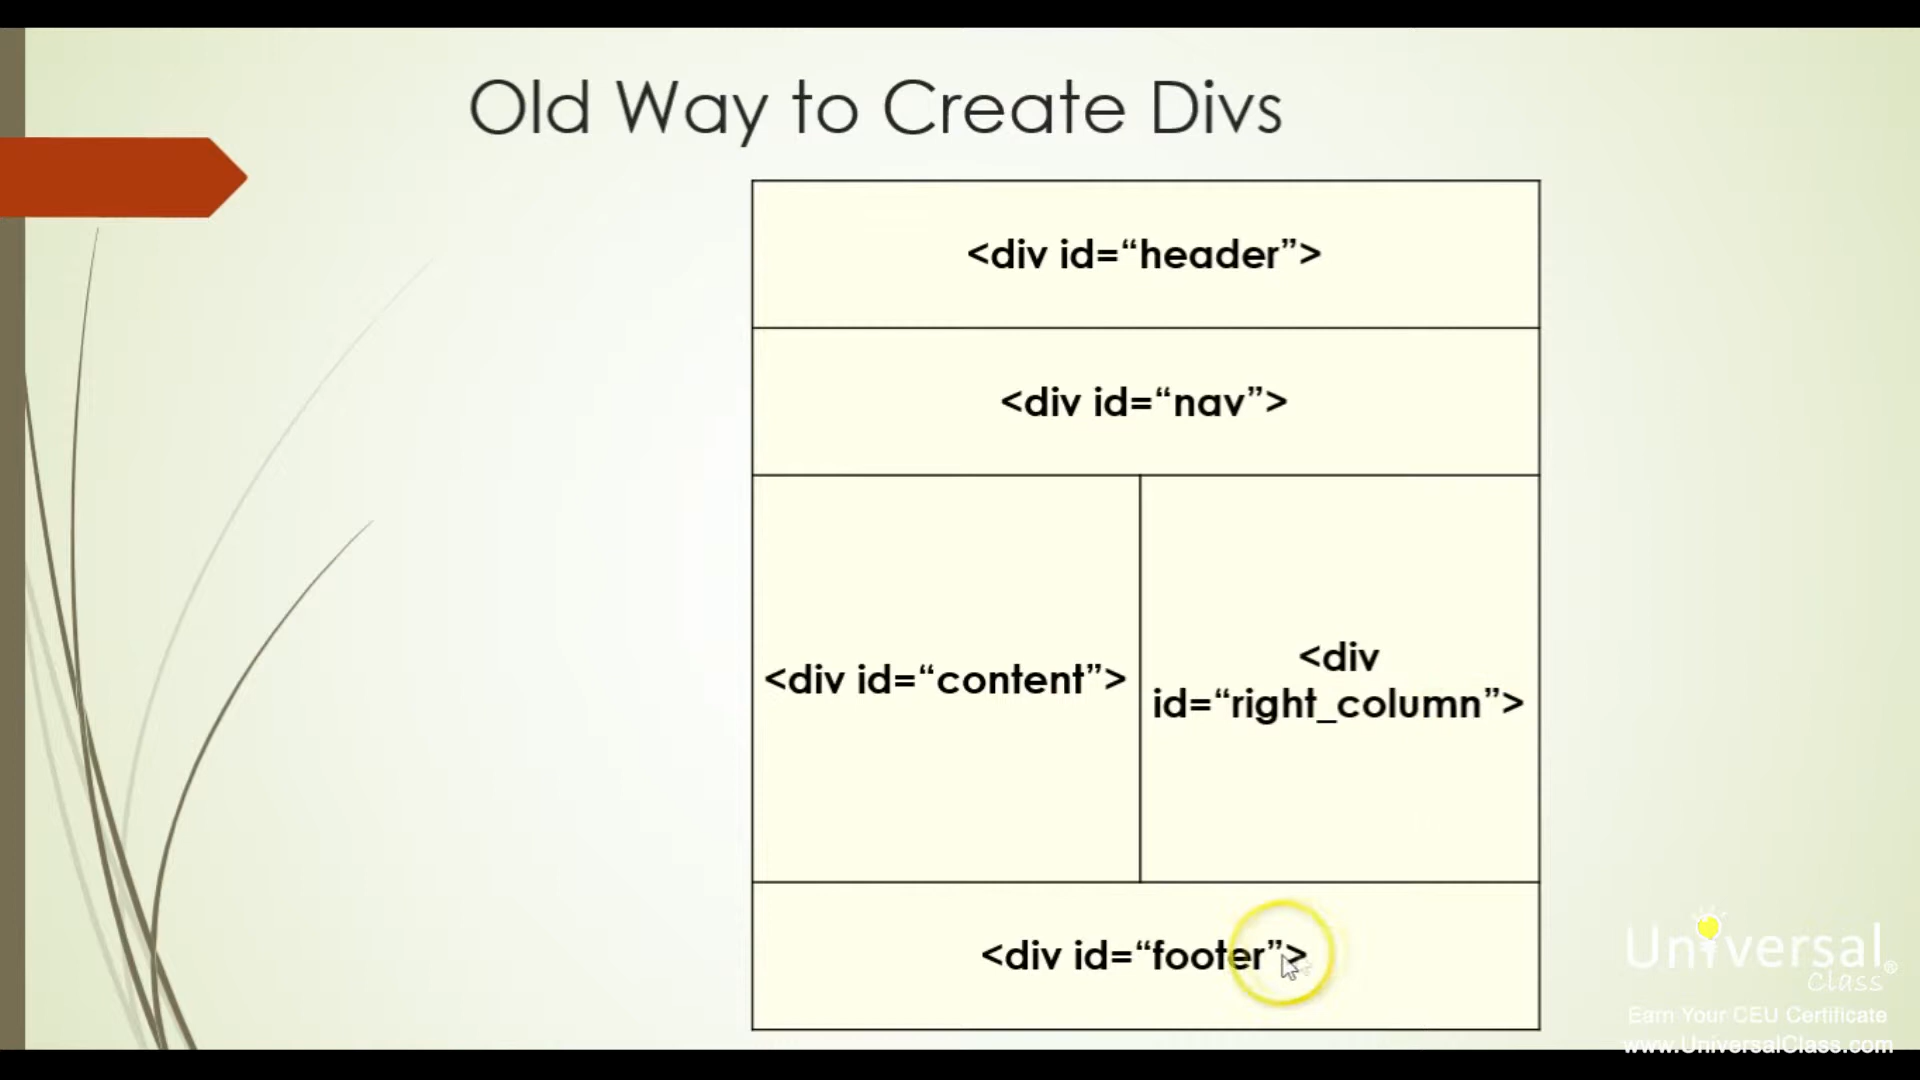 Old Way to Create Divs
<div id=“header”>
<div id=“nav”>
<div id=“content”>
<div
id=“right_column”>
<div id=“footer”>
Universal
Class®
Earn Your CEU Certificate
www.UniversalClass.com